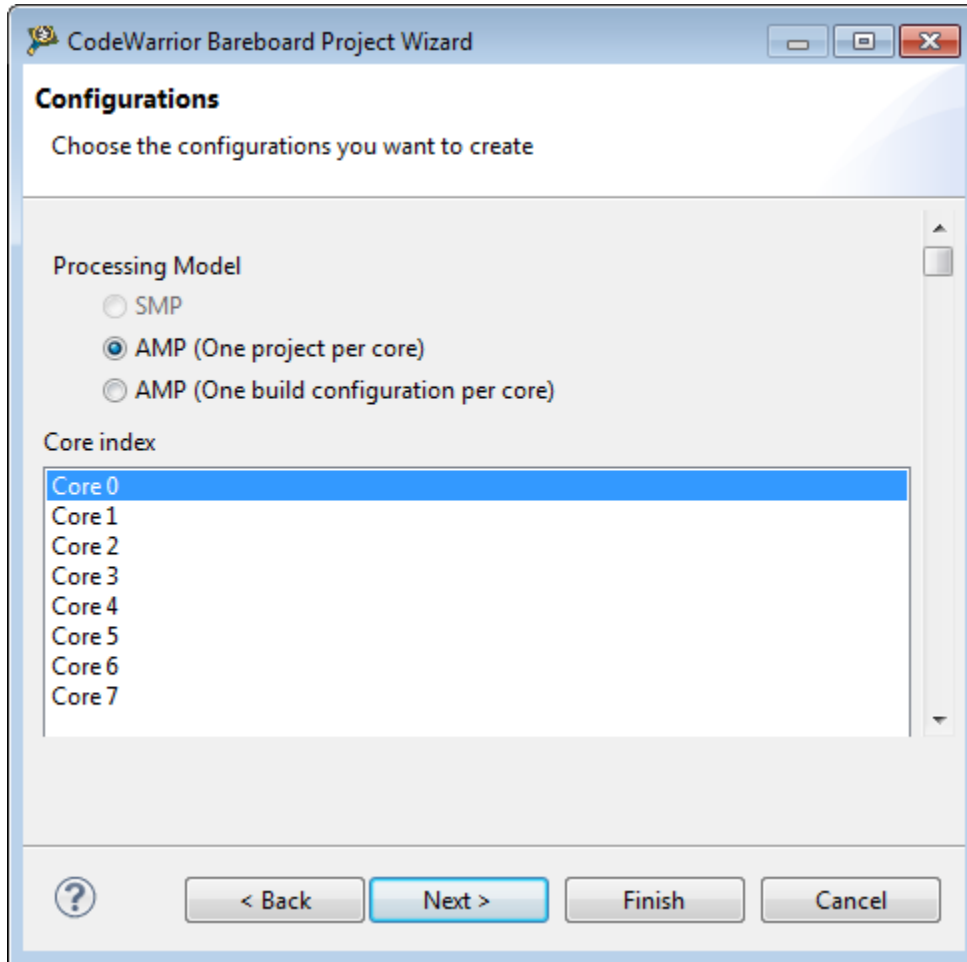 CodeWarrior Bareboard Project Wizard
Configurations
Choose the configurations you want to create
Processing Model
SMP
AMP (One project per core)
AMP (One build configuration per core)
Core index
Core 0
Core 1
Core 2
Core 3
Core 4
Core 5
Core 6
Core 7
?
< Back
Next >
Finish
Cancel